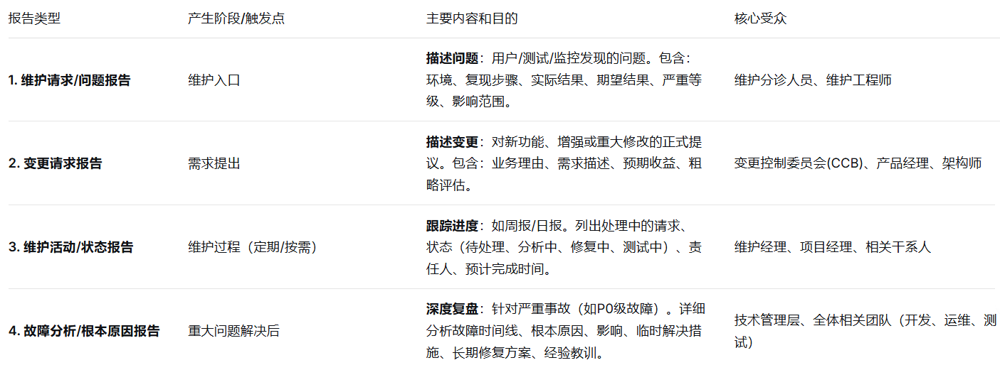 报告类型 产生阶段/触发点 主要内容和目的 核心受众
1. 维护请求/问题报告 维护入口 描述问题：用户/测试/监控发现的问题。包含：
环境、复现步骤、实际结果、期望结果、严重等
级、影响范围。 维护分诊人员、维护工程师
2. 变更请求报告 需求提出 描述变更：对新功能、增强或重大修改的正式提
议。包含：业务理由、需求描述、预期收益、粗
略评估。 变更控制委员会(CCB)、产品经理、架构师
3. 维护活动/状态报告 维护过程（定期/按需） 跟踪进度：如周报/日报。列出处理中的请求、
状态（待处理、分析中、修复中、测试中）、责
任人、预计完成时间。 维护经理、项目经理、相关干系人
4. 故障分析/根本原因报告 重大问题解决后 深度复盘：针对严重事故（如P0级故障）。详细
分析故障时间线、根本原因、影响、临时解决措
施、长期修复方案、经验教训。 技术管理层、全体相关团队（开发、运维、测
试）